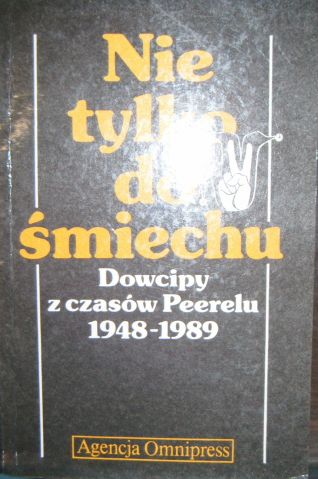 Nie
tylko
do
śmiechu
Dowcipy
z czasów Peerelu
1948-1989
Agencja Omnipress